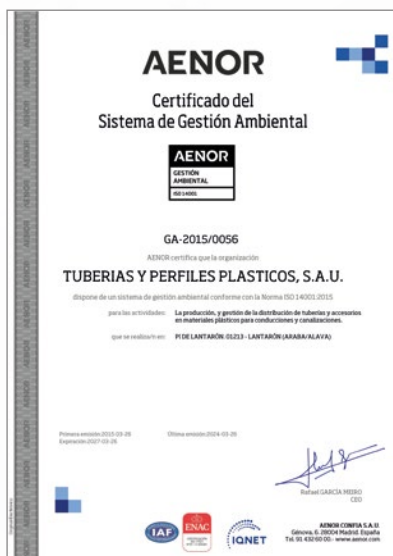 AENOR
Certificado del
Sistema de Gestión Ambiental
AENOR
GESTIÓN
AMBIENTAL
ISO 14001
GA-2015/0056
AENOR certifica que la organización
TUBERIAS Y PERFILES PLASTICOS, S.A.U.
dispone de un sistema de gestión ambiental conforme con la Norma ISO 14001:2015
para las actividades: La producción, y gestión de la distribución de tuberías y accesorios
en materiales plásticos para conducciones y canalizaciones.
que se realiza/n en: PI DE LANTARÓN. 01213 - LANTARÓN (ARABA/ALAVA)
Primera emisión: 2015-03-26 Última emisión: 2024-03-26
Expiración: 2027-03-26
Rafael GARCÍA MEIRO
CEO
IAF
ENAC
IQNET
AENOR CONFIA S.A.U.
Génova, 6. 28004 Madrid. España
Tel. 91 432 60 00.- www.aenor.com